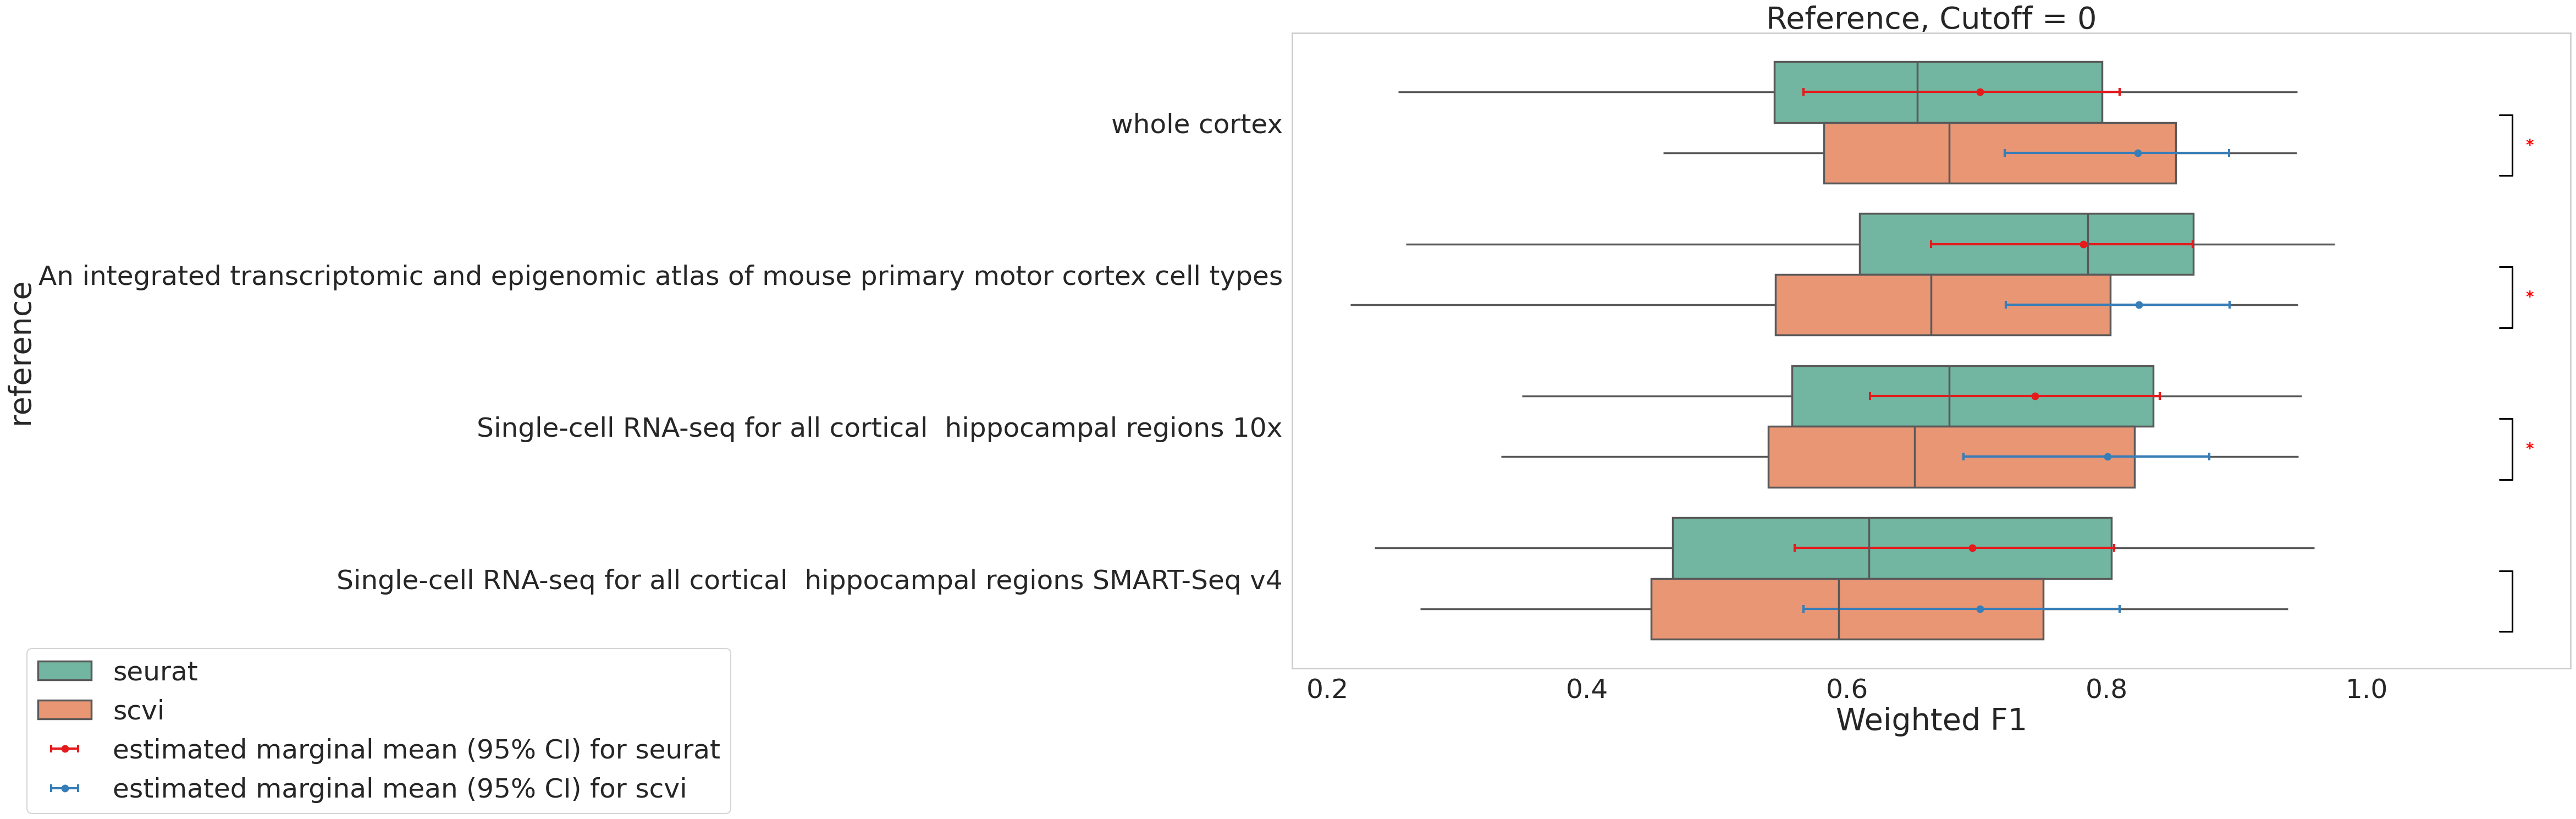 Reference, Cutoff = 0
reference
whole cortex
*
An integrated transcriptomic and epigenomic atlas of mouse primary motor cortex cell types
*
Single-cell RNA-seq for all cortical  hippocampal regions 10x
*
Single-cell RNA-seq for all cortical  hippocampal regions SMART-Seq v4
0.2 0.4 0.6 0.8 1.0
Weighted F1
seurat
scvi
estimated marginal mean (95% CI) for seurat
estimated marginal mean (95% CI) for scvi